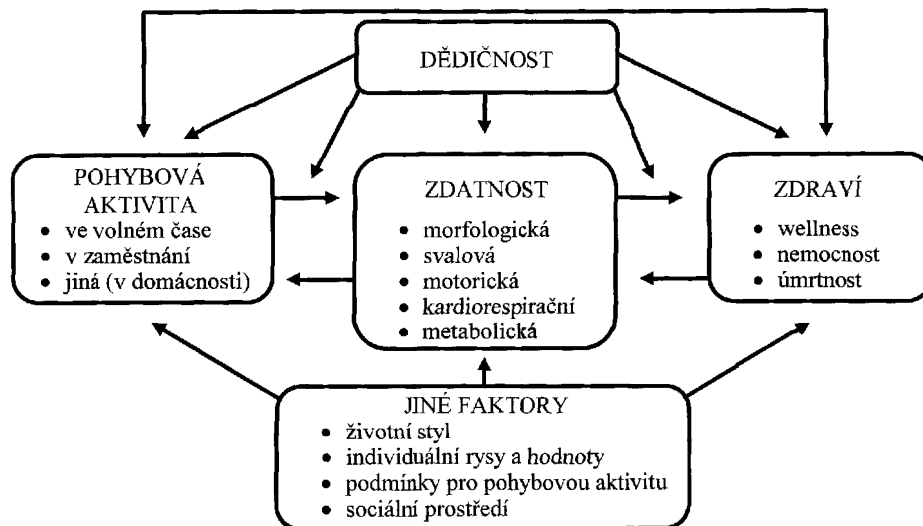 DĚDIČNOST
POHYBOVÁ
AKTIVITA
• ve volném čase
• v zaměstnání
• jiná (v domácnosti)
ZDATNOST
• morfologická
• svalová
• motorická
• kardiorespirační
• metabolická
ZDRAVÍ
• wellness
• nemocnost
• úmrtnost
JINÉ FAKTORY
• životní styl
• individuální rysy a hodnoty
• podmínky pro pohybovou aktivitu
• sociální prostředí